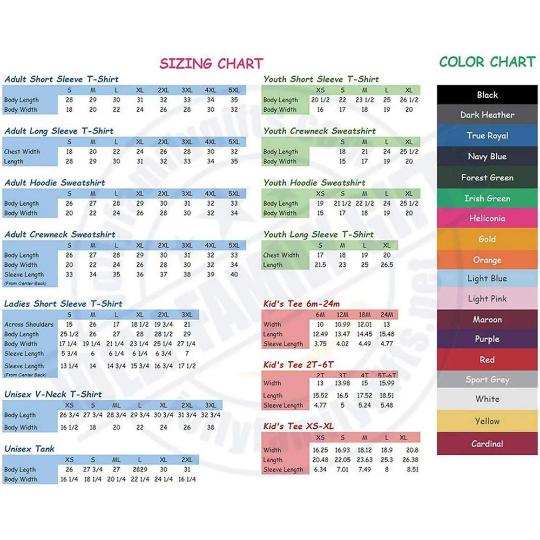 SIZING CHART
COLOR CHART
Adult Short Sleeve T-Shirt
S M L XL 2XL 3XL 4XL 5XL
Body Length 28 29 30 31 32 33 34 35
Body Width 18 20 22 24 26 28 30 32
Adult Long Sleeve T-Shirt
S M L XL 2XL 3XL 4XL 5XL
Chest Width 18 20 22 24 26 28 30 32
Length 28 29 30 31 32 33 34 35
Adult Hoodie Sweatshirt
S M L XL 2XL 3XL 4XL 5XL
Body Length 26 27 28 29 30 31 32 33
Body Width 20 22 24 26 28 30 32 34
Adult Crewneck Sweatshirt
S M L XL 2XL 3XL 4XL 5XL
Body Length 26 27 28 29 30 31 32 33
Body Width 20 22 24 26 28 30 32 34
Sleeve Length 33 34 35 36 37 38 39 40
(From Center Back)
Ladies Short Sleeve T-Shirt
S M L XL 2XL 3XL
Across Shoulders 15 26 17 18 1/2 19 3/4 21
Body Length 25 1/2 26 27 28 28 1/2 29
Body Width 17 1/4 19 1/4 21 1/4 23 1/4 25 1/4 27 1/4
Sleeve Length 5 3/4 6 6 1/4 6 3/4 7 7
Sleeve Length 13 1/4 14 14 3/4 15 3/4 16 1/2 17 1/2
(From Center Back)
Unisex V-Neck T-Shirt
XS S M L XL 2XL 3XL
Body Length 26 3/4 27 3/4 28 3/4 29 3/4 30 3/4 31 3/4 32 3/4
Body Width 16 1/2 18 20 22 24 26 38
Unisex Tank
XS S ML L XL 2XL
Body Length 26 27 3/4 27 2829 30 31
Body Width 16 1/4 18 1/4 20 1/4 22 1/4 24 1/4 16 1/4
Youth Short Sleeve T-Shirt
XS S M L XL
Body Length 20 1/2 22 23 1/2 25 26 1/2
Body Width 16 17 18 19 20
Youth Crewneck Sweatshirt
S M L XL
Body Length 18 21 24 25 1/2
Body Width 15 17 19 20
Youth Hoodie Sweatshirt
XS S M L XL
Body Length 19 21 1/2 22 1/2 24 25 1/2
Body Width 15 17 18 19 20
Youth Long Sleeve T-Shirt
S M L XL
Chest Width 17 18 19 20
Length 21.5 23 25 26.5
Kid's Tee 6m-24m
6M 12M 18M 24M
Width 10 10.99 12.01 13
Length 12.49 13.47 14.45 15.48
Sleeve Length 3.75 4.02 4.49 4.77
Kid's Tee 2T-6T
2T 3T 4T 5T-6T
Width 13 13.98 15 15.99
Length 15.52 16.5 17.52 18.51
Sleeve Length 4.77 5 5.24 5.48
Kid's Tee XS-XL
XS S M L XL
Width 16.25 16.93 18.12 18.9 20.8
Length 20.48 22.05 23.63 25.3 26.38
Sleeve Length 6.34 7.01 7.49 8 8.51
Black
Dark Heather
True Royal
Navy Blue
Forest Green
Irish Green
Heliconia
Gold
Orange
Light Blue
Light Pink
Maroon
Purple
Red
Sport Grey
White
Yellow
Cardinal